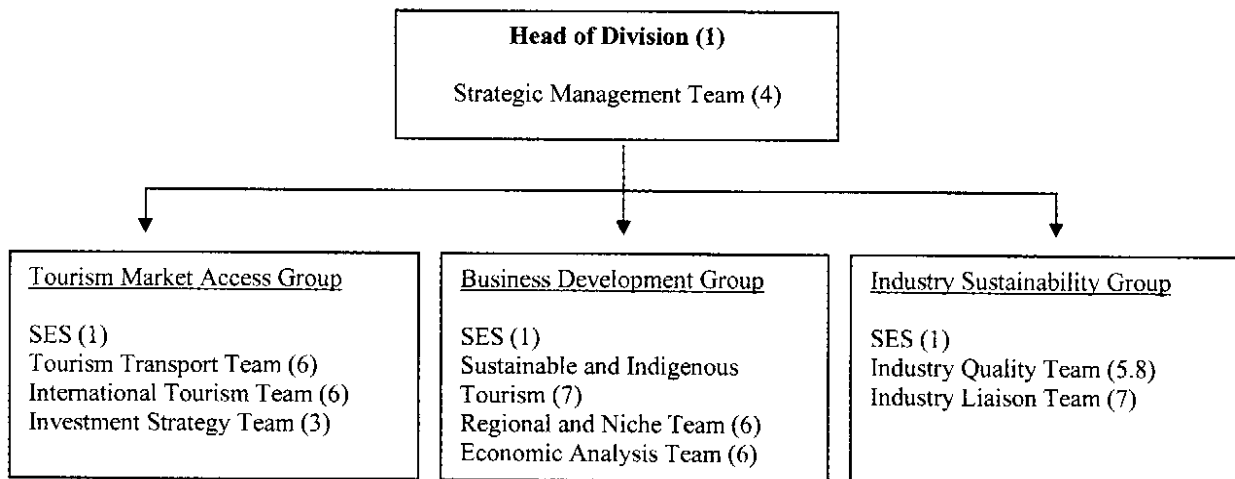 Head of Division (1)
Strategic Management Team (4)
Tourism Market Access Group
SES (1)
Tourism Transport Team (6)
International Tourism Team (6)
Investment Strategy Team (3)
Business Development Group
SES (1)
Sustainable and Indigenous
Tourism (7)
Regional and Niche Team (6)
Economic Analysis Team (6)
Industry Sustainability Group
SES (1)
Industry Quality Team (5.8)
Industry Liaison Team (7)